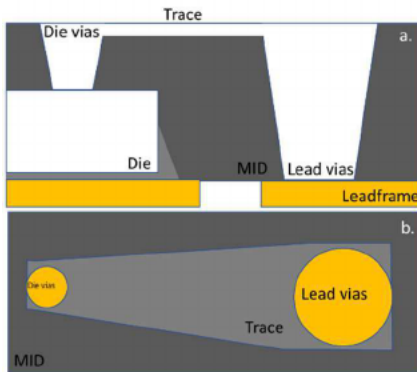 Trace
a.
Die vias
Die
MID
Lead vias
Leadframe
b.
Die vias
Lead vias
Trace
MID